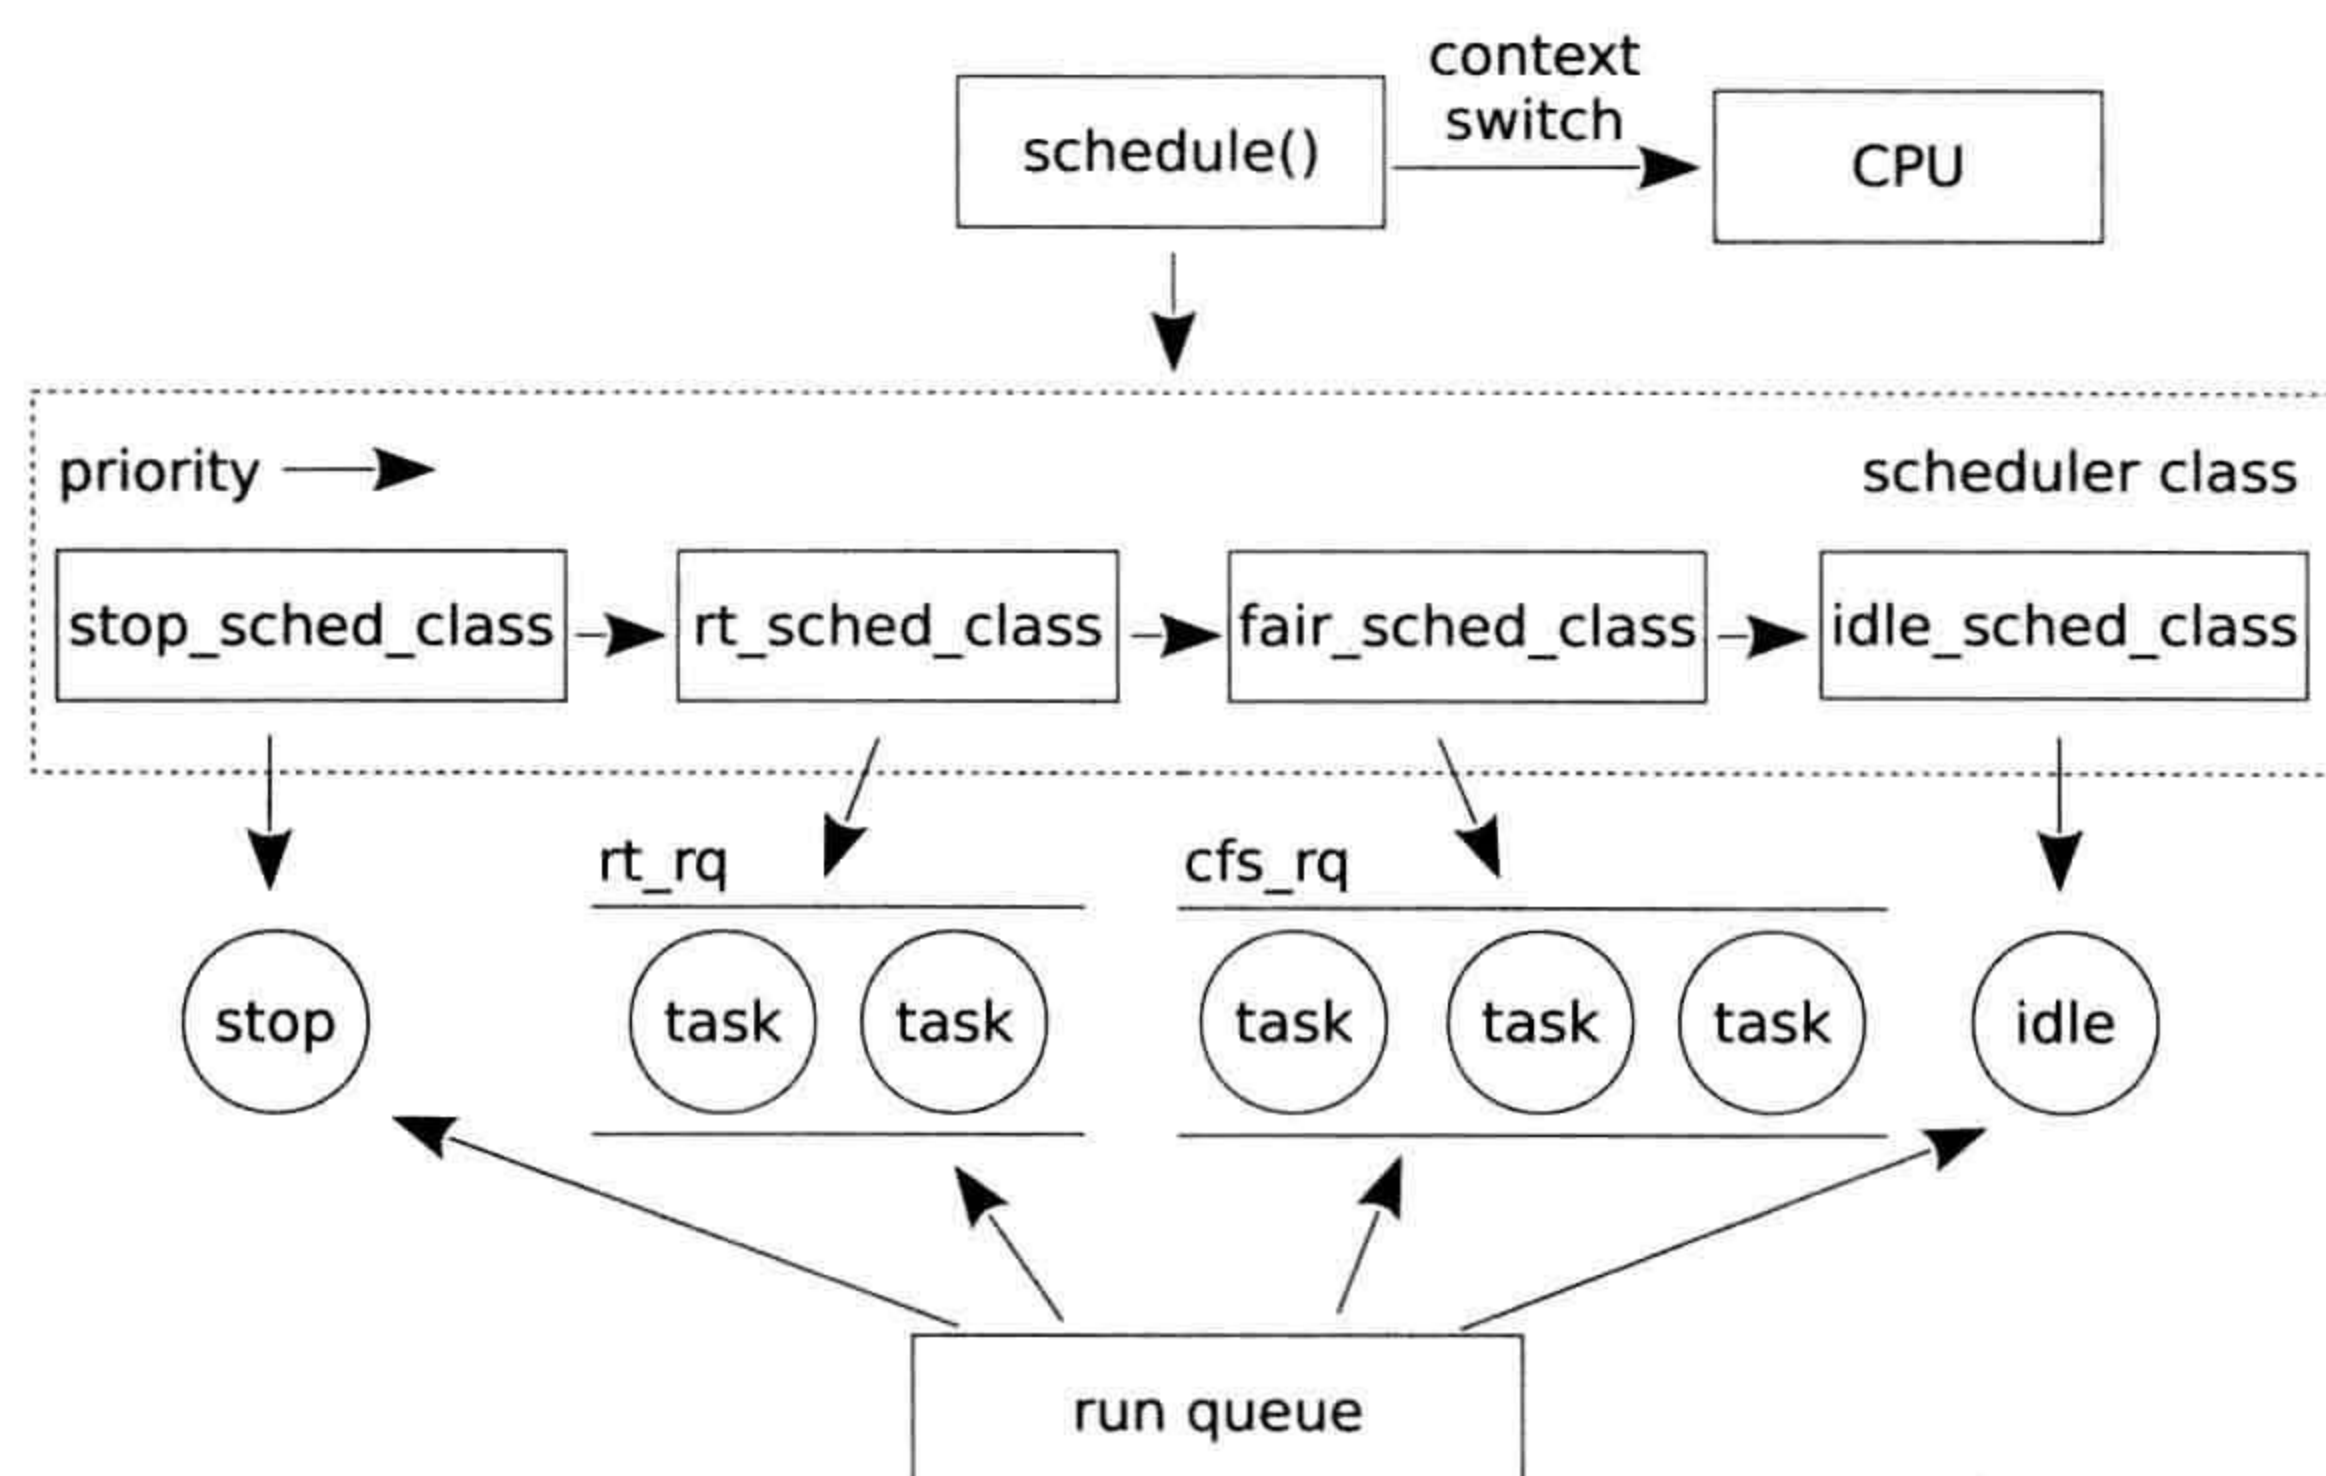 context
switch
schedule()
CPU
priority
scheduler class
stop_sched_class
rt_sched_class
fair_sched_class
idle_sched_class
rt_rq
cfs_rq
stop
task
task
task
task
task
idle
run queue